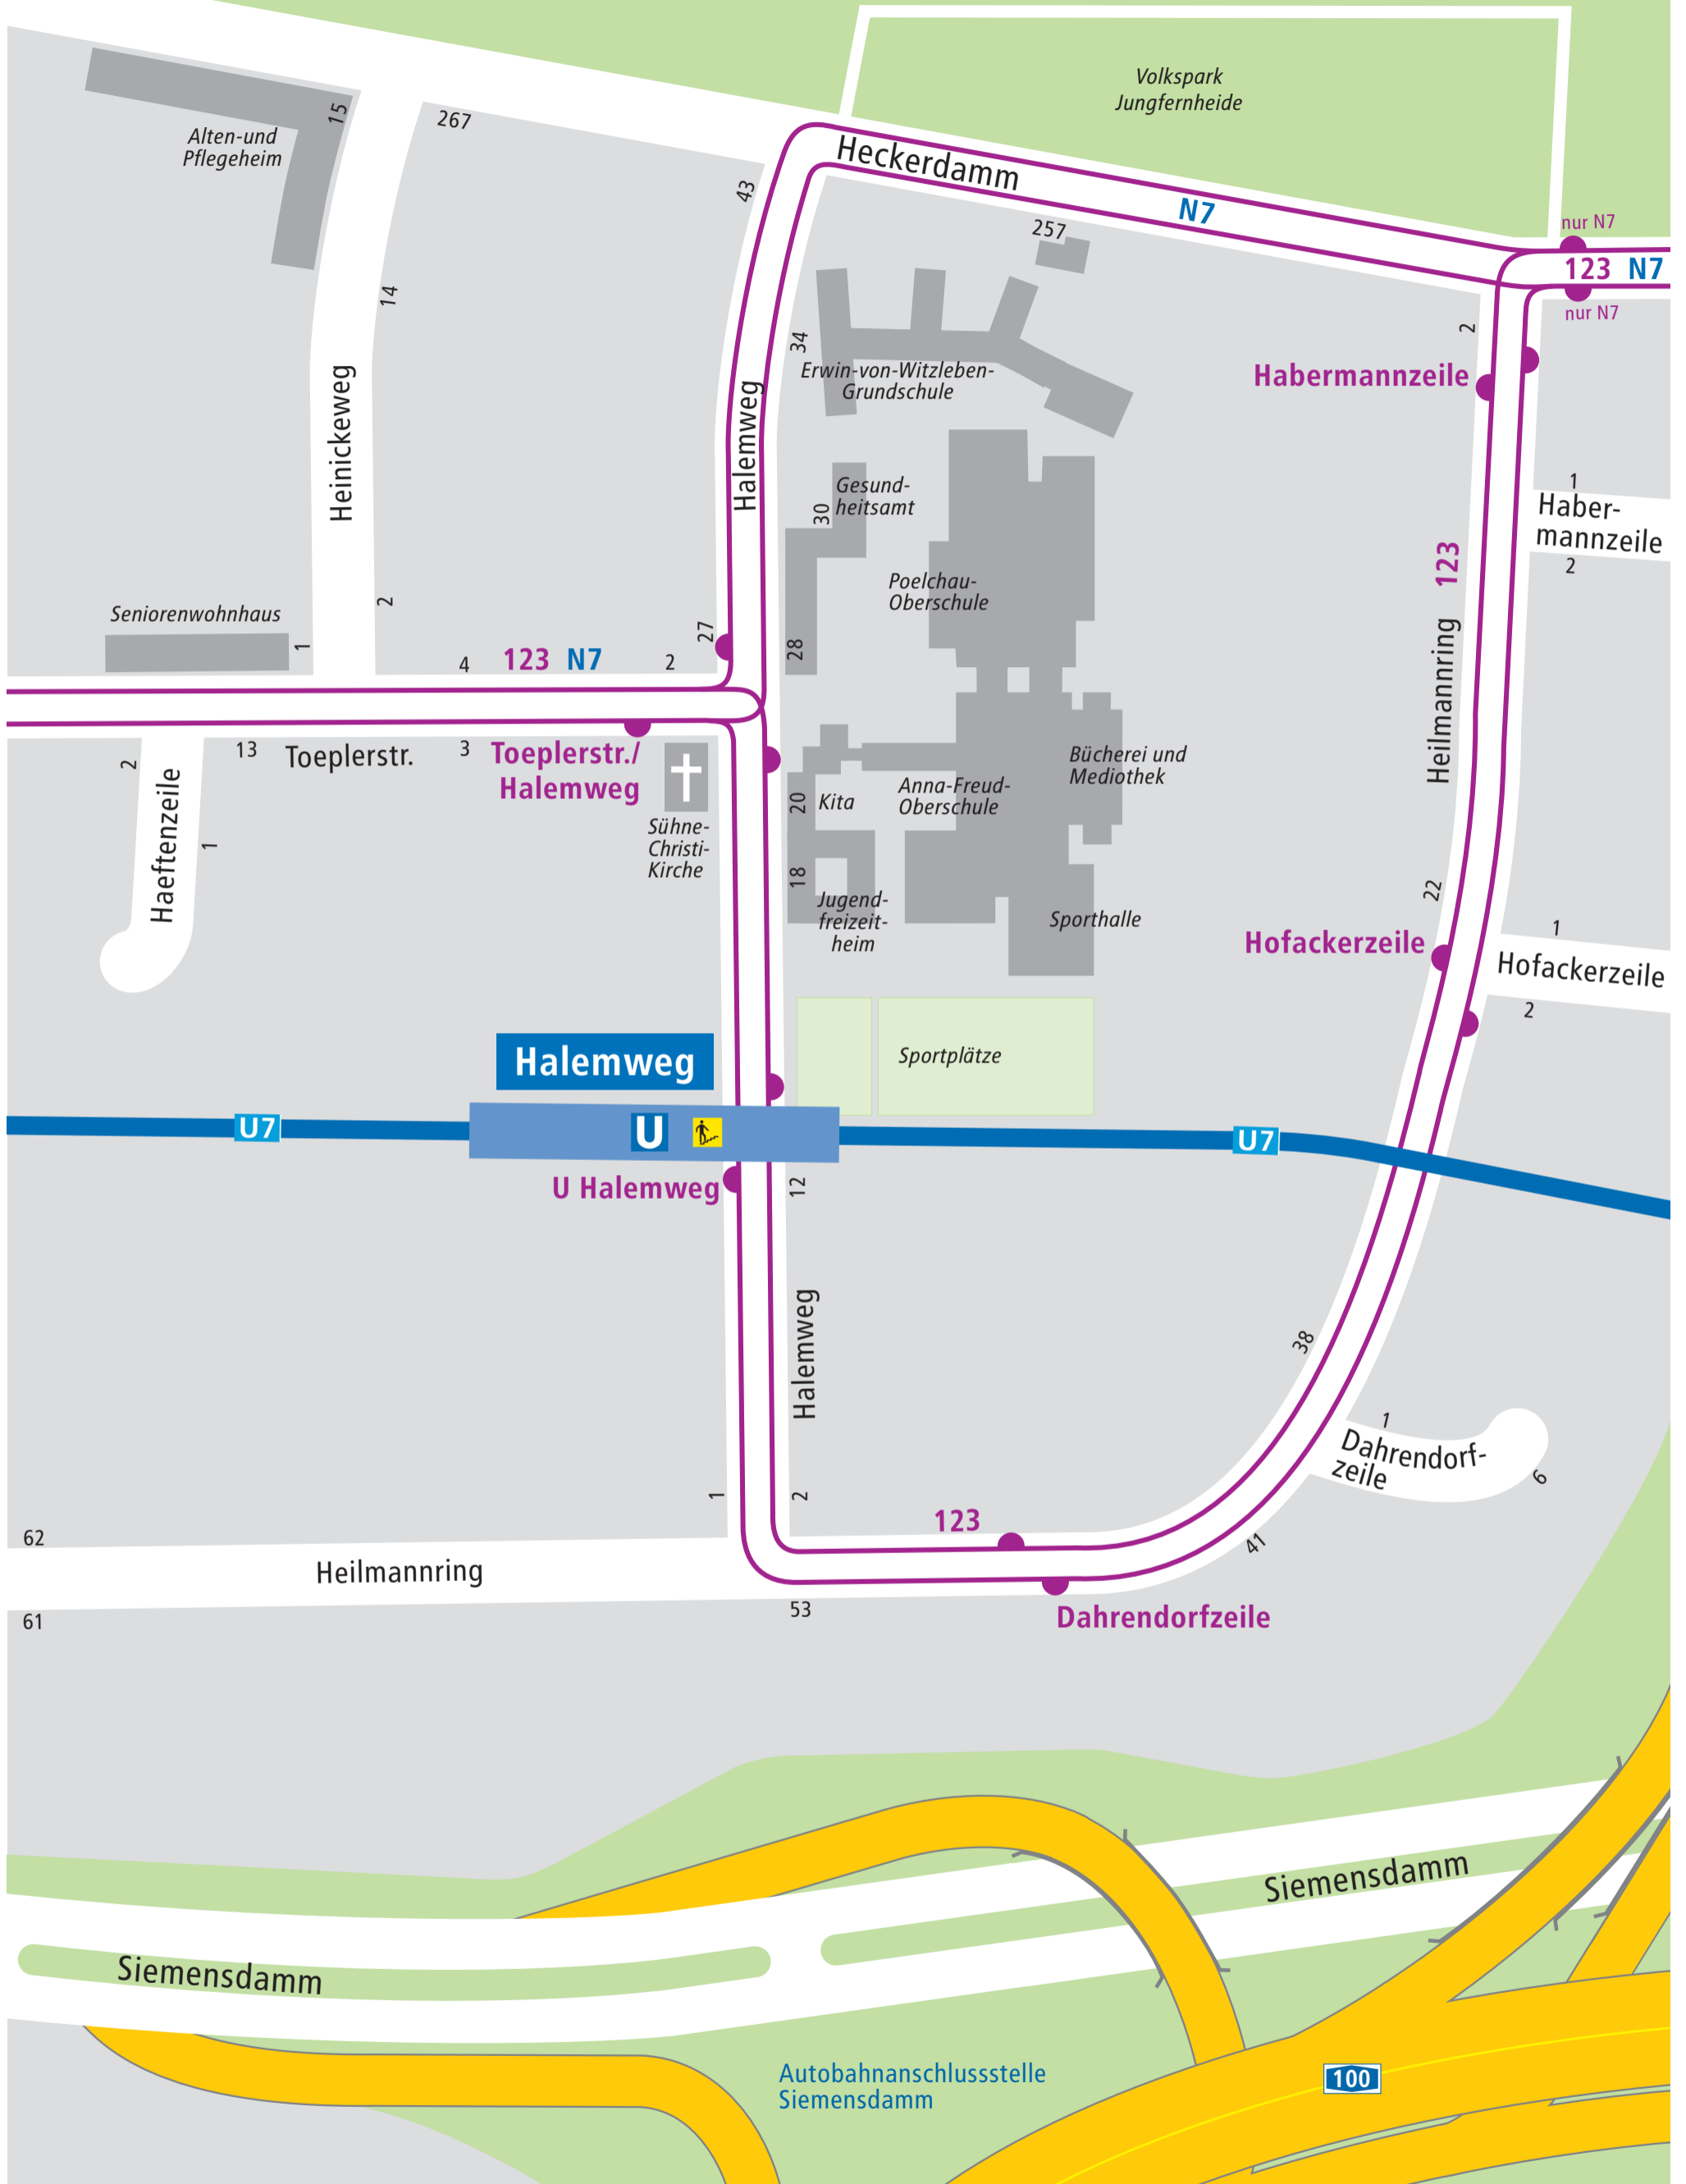 Volkspark
Jungfernheide
15
267
Alten-und
Pflegeheim
Heckerdamm
43
N7
257
nur N7
123 N7
nur N7
14
34
2
Erwin-von-Witzleben-
Grundschule
Habermannzeile
Heinickeweg
Halemweg
Gesund-
heitsamt
30
1
Haber-
mannzeile
2
123
Poelchau-
Oberschule
Seniorenwohnhaus
1
2
4
123 N7
2
27
28
Heilmannring
2
13
Toeplerstr.
3
Toeplerstr./
Halemweg
Haeftenzeile
1
Sühne-
Christi-
Kirche
20
Kita
18
Anna-Freud-
Oberschule
Bücherei und
Mediothek
Jugend-
freizeit-
heim
Sporthalle
22
Hofackerzeile
1
Hofackerzeile
2
Halemweg
Sportplätze
U7
U
U7
U Halemweg
12
Halemweg
38
1
Dahrendorf-
zeile
6
1
2
123
41
62
Heilmannring
61
53
Dahrendorfzeile
Siemensdamm
Siemensdamm
Autobahnanschlussstelle
Siemensdamm
100